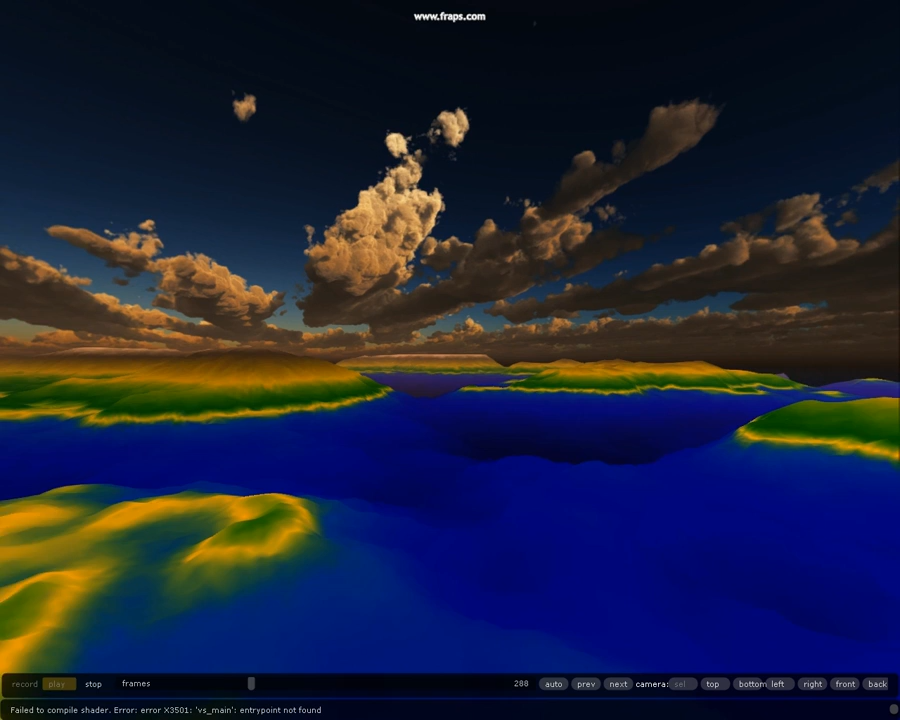 www.fraps.com
record play stop frames 288 auto prev next camera: sel top bottom left right front back
Failed to compile shader. Error: error X3501: 'vs_main': entrypoint not found